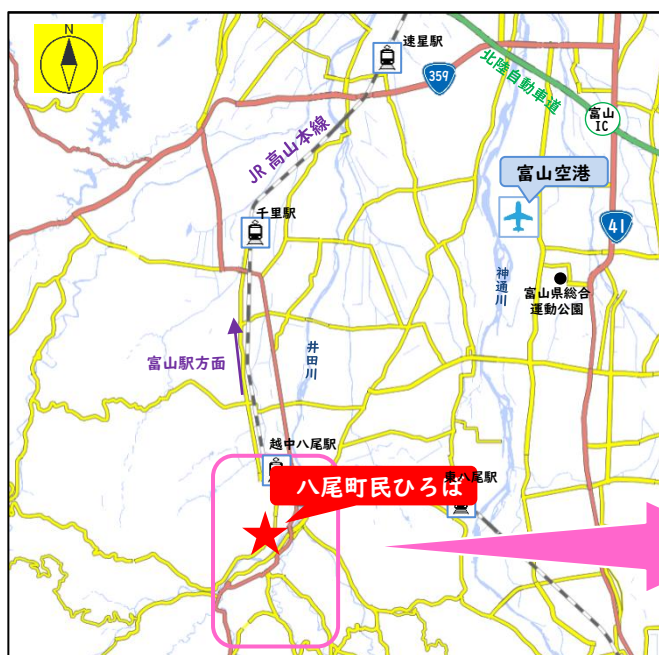 N
速星駅
359
北陸自動車道
富山
IC
JR 高山本線
富山空港
千里駅
41
神通川
富山県総合
運動公園
井田川
富山駅方面
越中八尾駅
八尾町民ひろば
東八尾駅